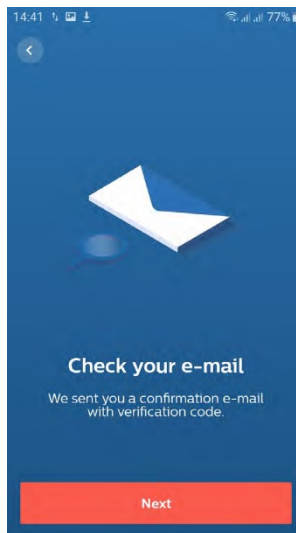 14:41 77%
Check your e-mail
We sent you a confirmation e-mail
with verification code.
Next